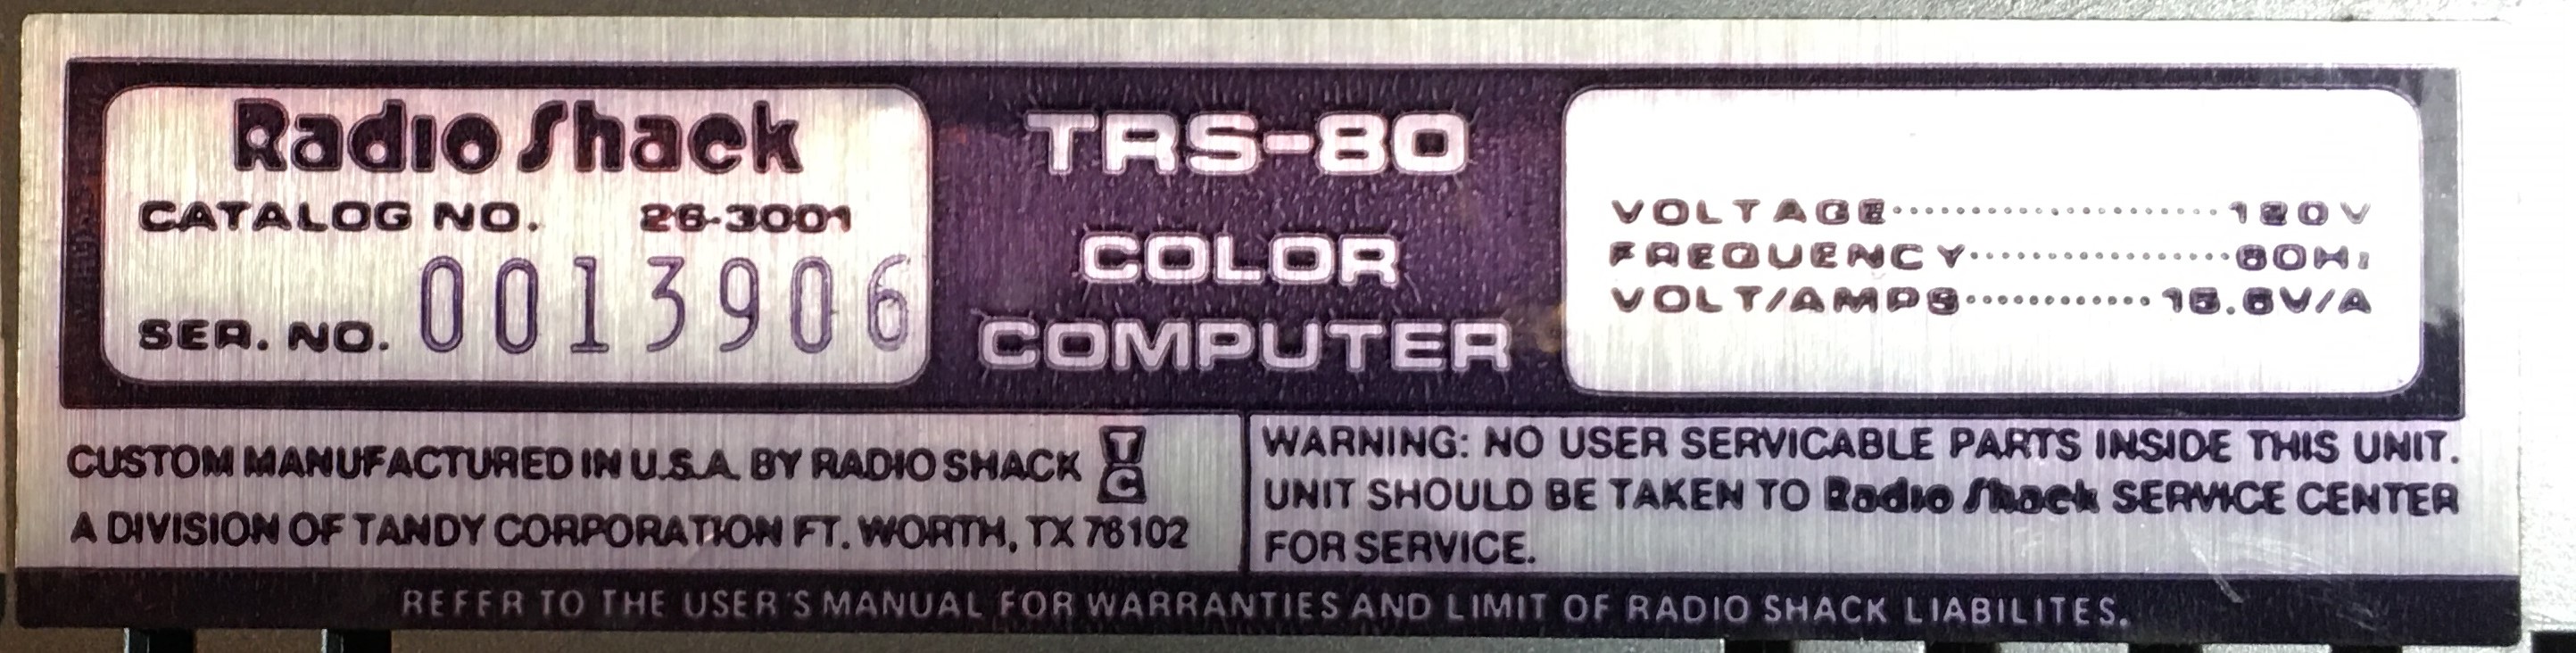 Radio Shack
CATALOG NO. 26-3001
SER. NO. 0013906
TRS-80
COLOR
COMPUTER
VOLTAGE 120V
FREQUENCY 60Hz
VOLT/AMPS 15.6V/A
CUSTOM MANUFACTURED IN U.S.A. BY RADIO SHACK TC
A DIVISION OF TANDY CORPORATION FT. WORTH, TX 76102
WARNING: NO USER SERVICABLE PARTS INSIDE THIS UNIT.
UNIT SHOULD BE TAKEN TO Radio Shack SERVICE CENTER
FOR SERVICE.
REFER TO THE USER'S MANUAL FOR WARRANTIES AND LIMIT OF RADIO SHACK LIABILITES.